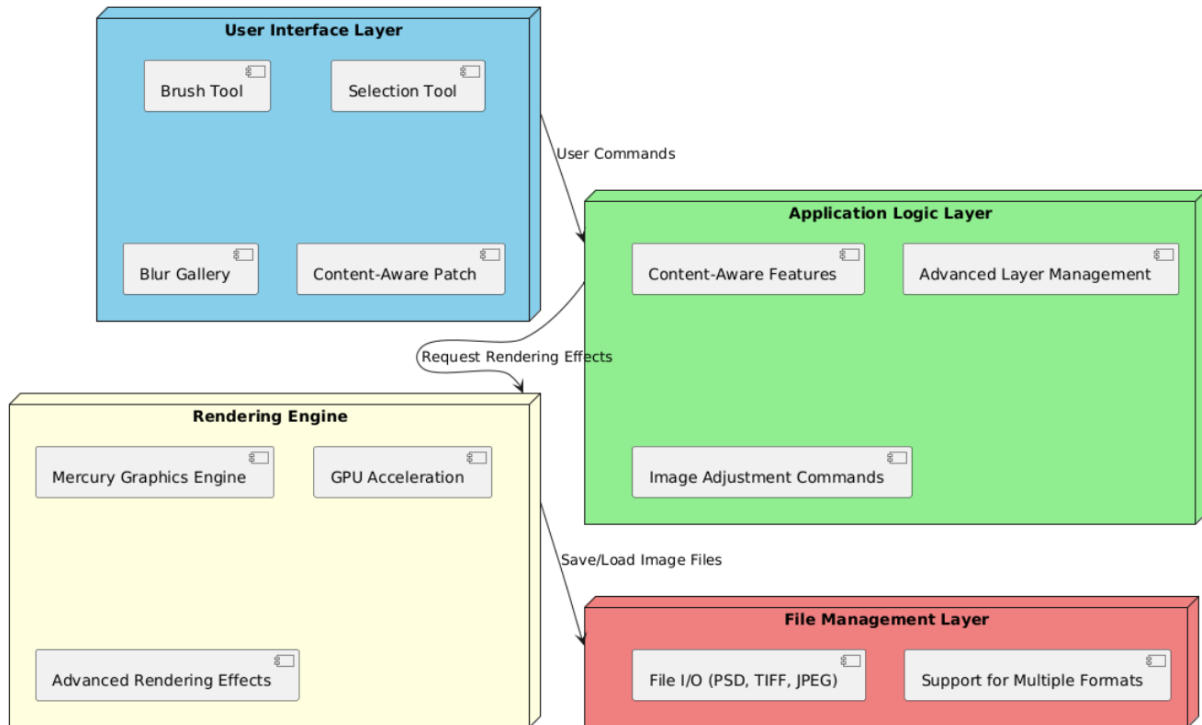 User Interface Layer
Brush Tool
Selection Tool
Blur Gallery
Content-Aware Patch
User Commands
Application Logic Layer
Content-Aware Features
Advanced Layer Management
Image Adjustment Commands
Request Rendering Effects
Rendering Engine
Mercury Graphics Engine
GPU Acceleration
Advanced Rendering Effects
Save/Load Image Files
File Management Layer
File I/O (PSD, TIFF, JPEG)
Support for Multiple Formats